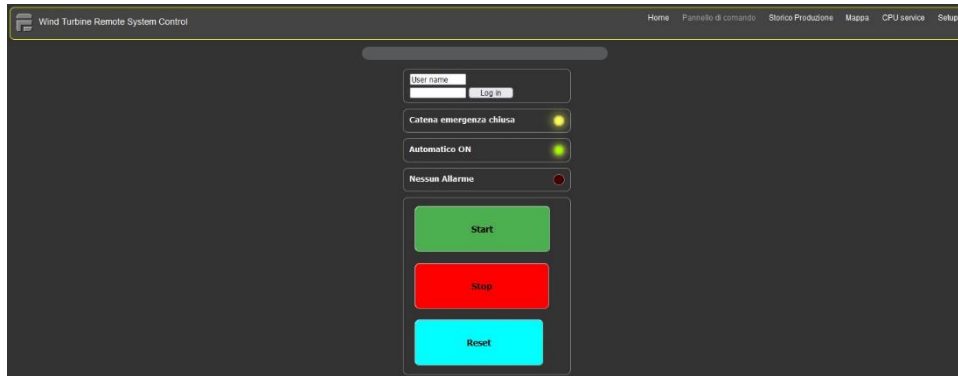 Wind Turbine Remote System Control
Home Pannello di comando Storico Produzione Mappa CPU service Setup
User name
Log in
Catena emergenza chiusa
Automatico ON
Nessun Allarme
Start
Stop
Reset